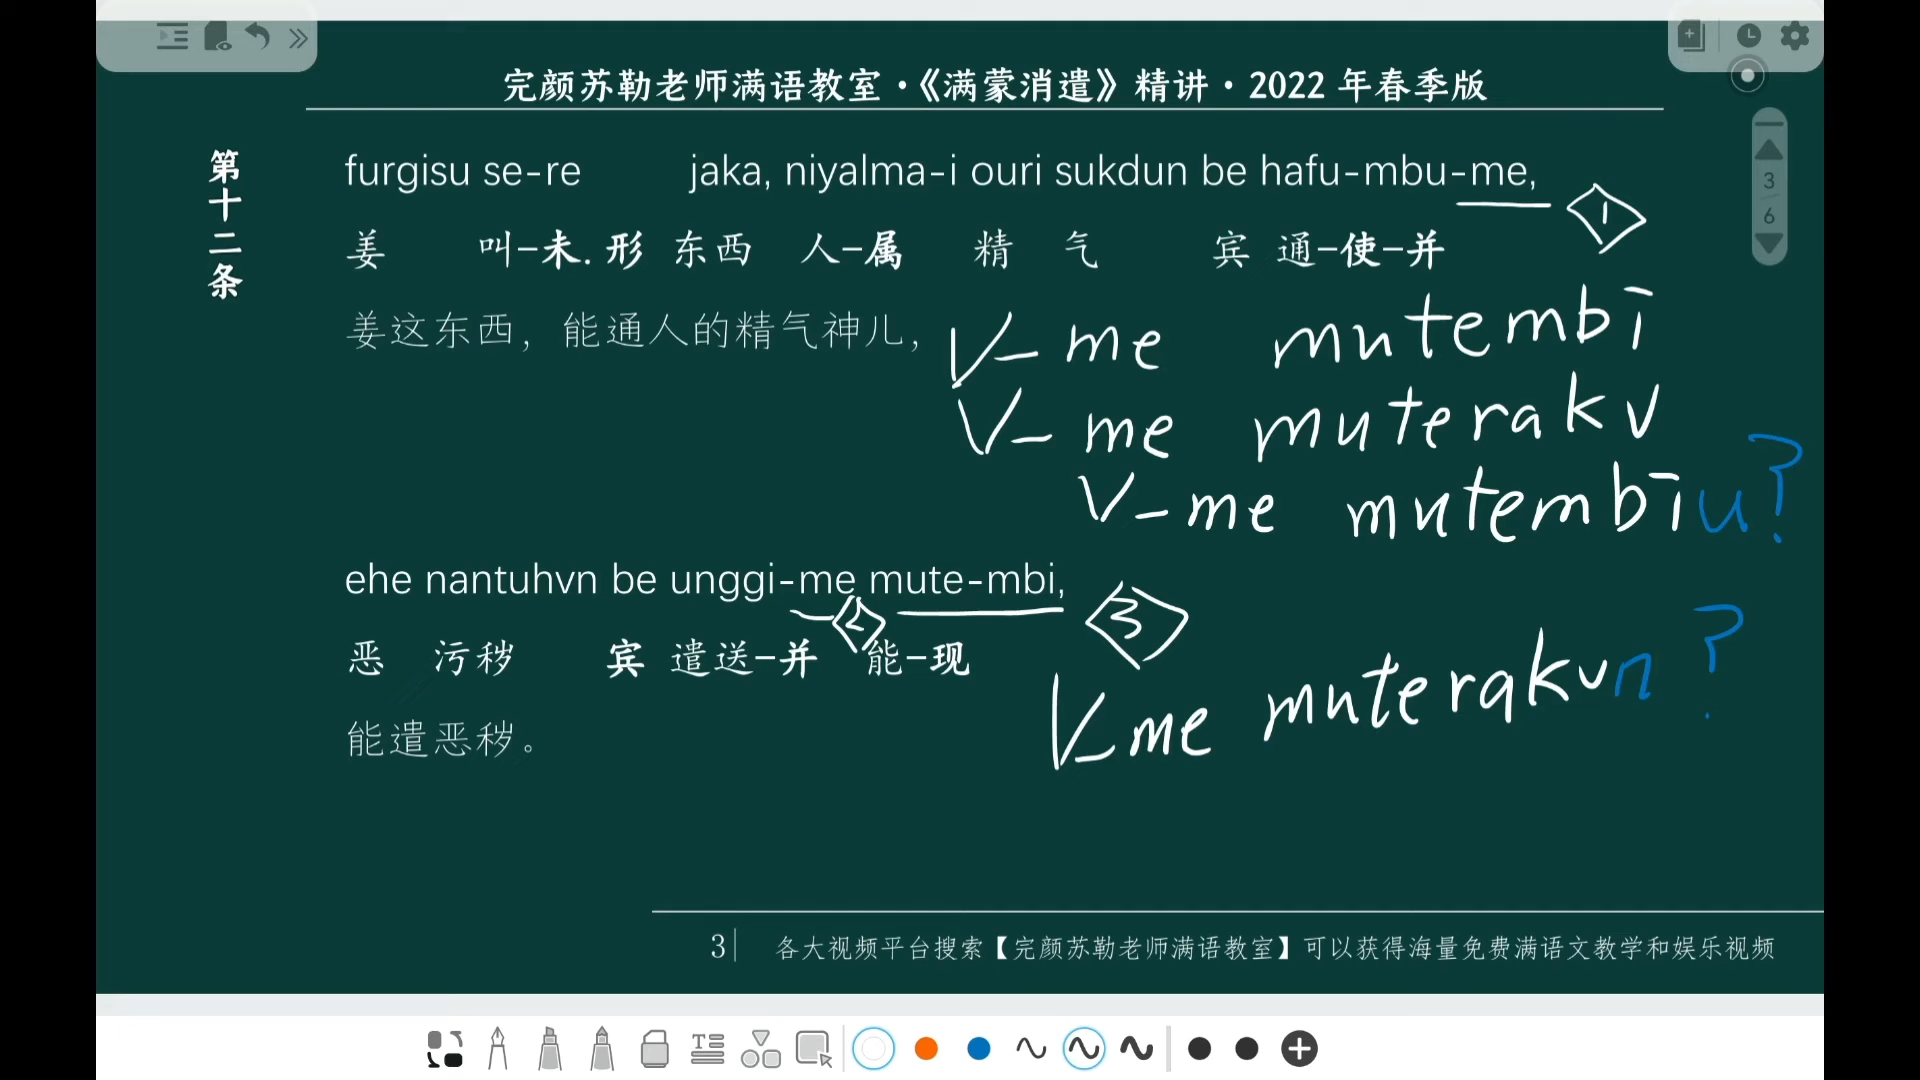 完颜苏勒老师满语教室·《满蒙消遣》精讲·2022 年春季版
第十二条
furgisu se-re jaka, niyalma-i ouri sukdun be hafu-mbu-me,
1
姜 叫-未.形 东西 人-属 精 气 宾 通-使-并
姜这东西，能通人的精气神儿，
V-me mutembi
V-me muterakv
V-me mutembiu?
ehe nantuhvn be unggi-me mute-mbi,
2
3
恶 污秽 宾 遣送-并 能-现
V-me muterakvn?
能遣恶秽。
3
6
3| 各大视频平台搜索【完颜苏勒老师满语教室】可以获得海量免费满语文教学和娱乐视频